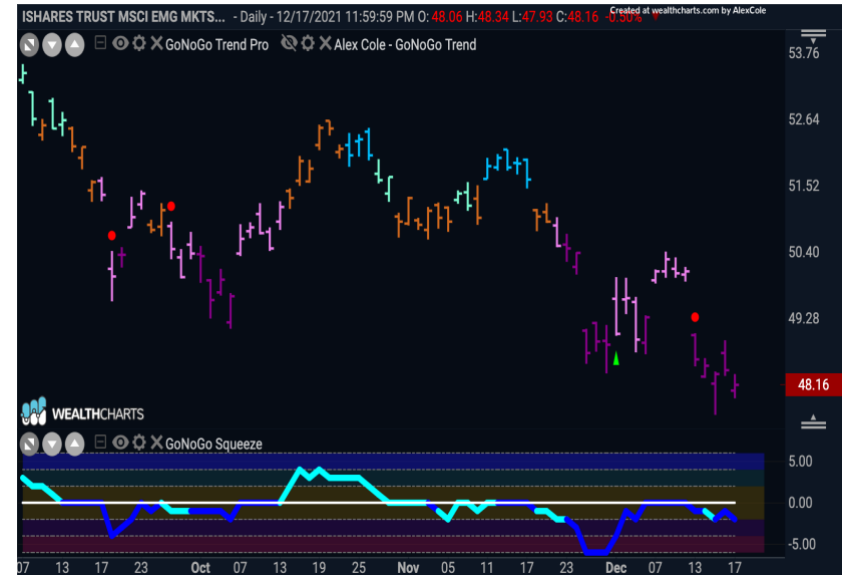 ISHARES TRUST MSCI EMG MKTS... - Daily - 12/17/2021 11:59:59 PM O: 48.06 H:48.34 L:47.93 C:48.16 -0.50%
Created at wealthcharts.com by AlexCole
GoNoGo Trend Pro Alex Cole - GoNoGo Trend
53.76
52.64
51.52
50.40
49.28
48.16
WEALTHCHARTS
GoNoGo Squeeze
5.00
0.00
-5.00
07 13 17 23 Oct 07 13 19 25 Nov 05 11 17 23 Dec 07 13 17